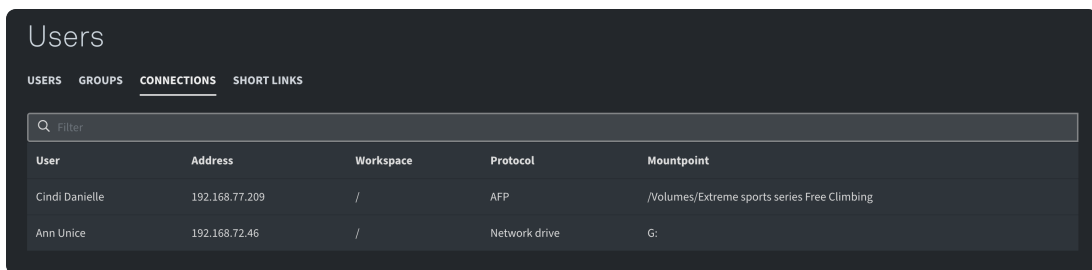 Users
USERS GROUPS CONNECTIONS SHORT LINKS
Filter
User Address Workspace Protocol Mountpoint
Cindi Danielle 192.168.77.209 / AFP /Volumes/Extreme sports series Free Climbing
Ann Unice 192.168.72.46 / Network drive G: